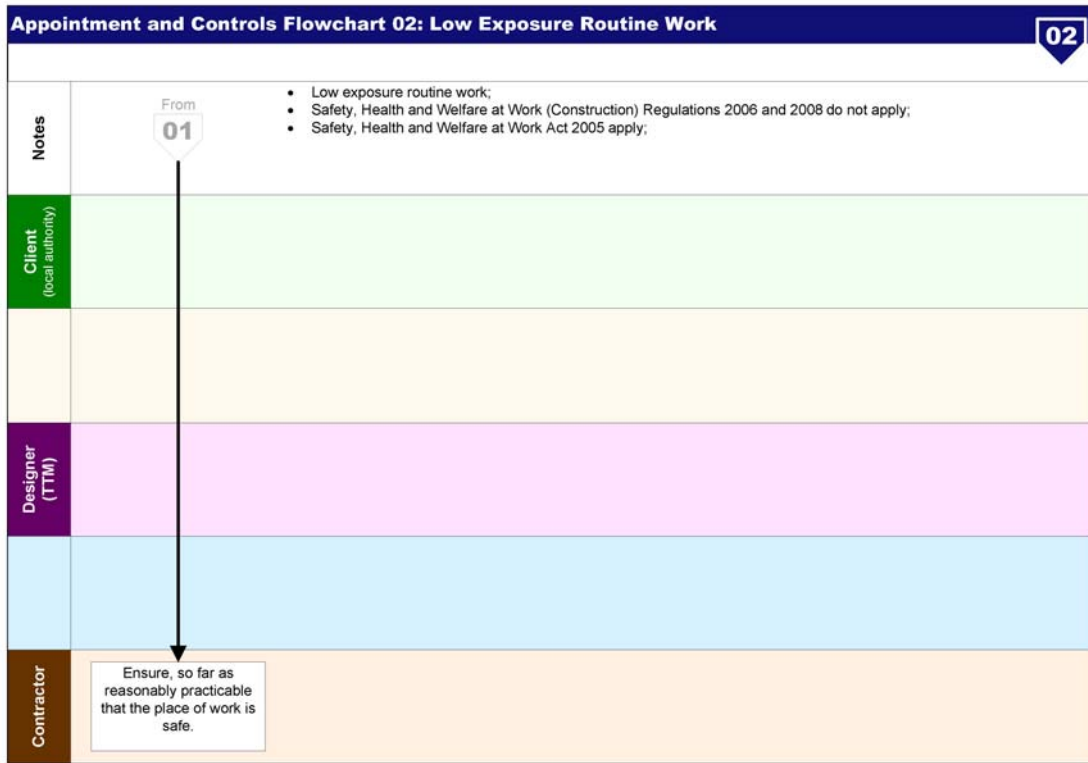 Appointment and Controls Flowchart 02: Low Exposure Routine Work
02
Notes
From
01
• Low exposure routine work;
• Safety, Health and Welfare at Work (Construction) Regulations 2006 and 2008 do not apply;
• Safety, Health and Welfare at Work Act 2005 apply;
Client
(local authority)
Designer
(TTM)
Contractor
Ensure, so far as
reasonably practicable
that the place of work is
safe.